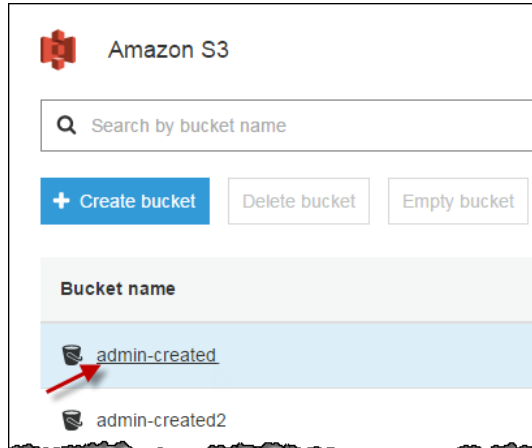 Amazon S3
Search by bucket name
Create bucket Delete bucket Empty bucket
Bucket name
admin-created
admin-created2